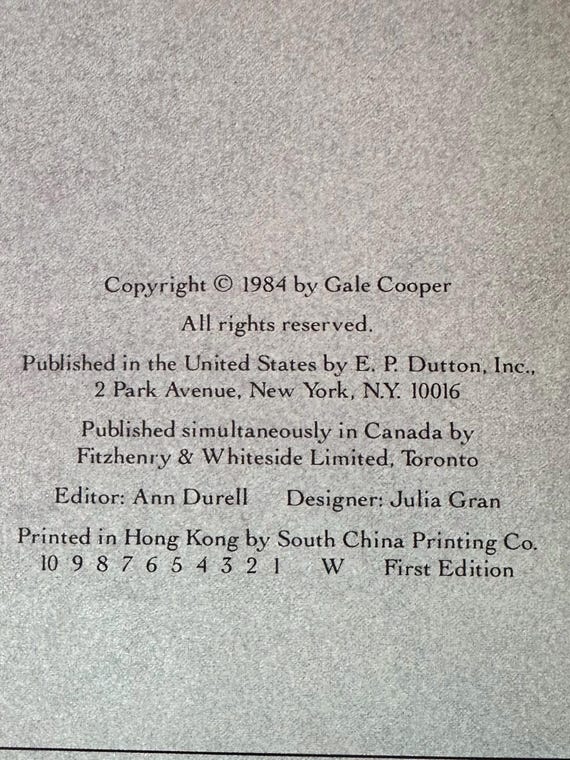 Copyright © 1984 by Gale Cooper
All rights reserved.
Published in the United States by E. P. Dutton, Inc.,
2 Park Avenue, New York, N.Y. 10016
Published simultaneously in Canada by
Fitzhenry & Whiteside Limited, Toronto
Editor: Ann Durell Designer: Julia Gran
Printed in Hong Kong by South China Printing Co.
10 9 8 7 6 5 4 3 2 1 W First Edition